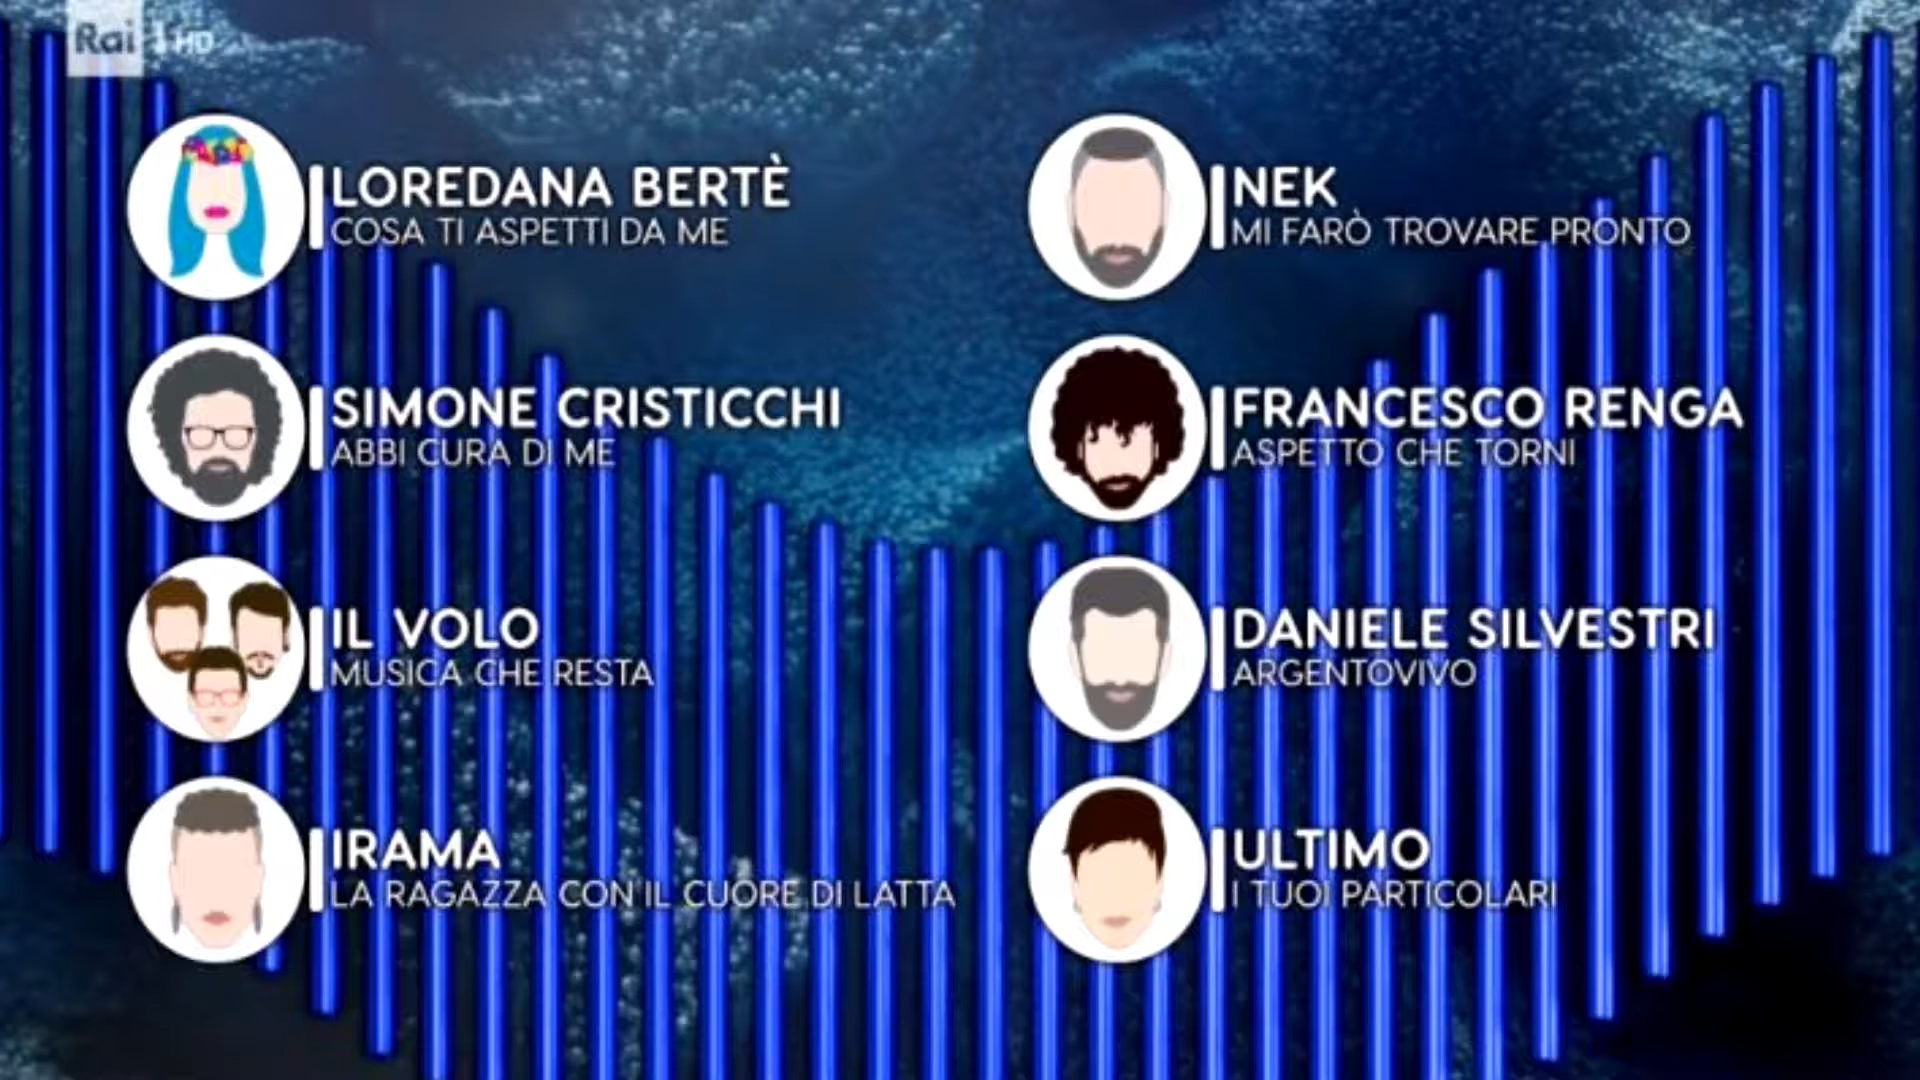 Rai 1 HD
LOREDANA BERTÈ
COSA TI ASPETTI DA ME
SIMONE CRISTICCHI
ABBI CURA DI ME
IL VOLO
MUSICA CHE RESTA
IRAMA
LA RAGAZZA CON IL CUORE DI LATTA
NEK
MI FARÒ TROVARE PRONTO
FRANCESCO RENGA
ASPETTO CHE TORNI
DANIELE SILVESTRI
ARGENTOVIVO
ULTIMO
I TUOI PARTICOLARI